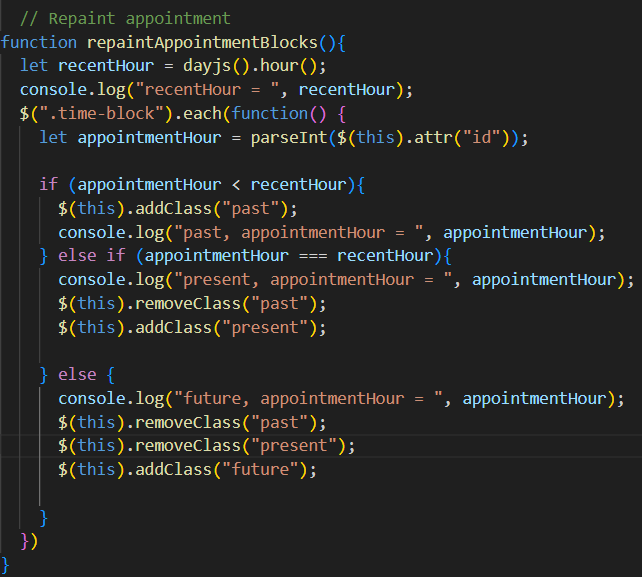 // Repaint appointment
function repaintAppointmentBlocks(){
let recentHour = dayjs().hour();
console.log("recentHour = ", recentHour);
$(".time-block").each(function() {
let appointmentHour = parseInt($(this).attr("id"));
if (appointmentHour < recentHour){
$(this).addClass("past");
console.log("past, appointmentHour = ", appointmentHour);
} else if (appointmentHour === recentHour){
console.log("present, appointmentHour = ", appointmentHour);
$(this).removeClass("past");
$(this).addClass("present");
} else {
console.log("future, appointmentHour = ", appointmentHour);
$(this).removeClass("past");
$(this).removeClass("present");
$(this).addClass("future");
}
})
}